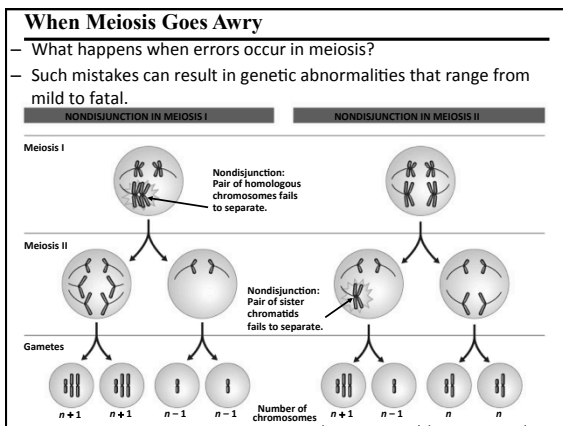 When Meiosis Goes Awry
– What happens when errors occur in meiosis?
– Such mistakes can result in genetic abnormalities that range from
mild to fatal.
NONDISJUNCTION IN MEIOSIS I
NONDISJUNCTION IN MEIOSIS II
Meiosis I
Nondisjunction:
Pair of homologous
chromosomes fails
to separate.
Meiosis II
Nondisjunction:
Pair of sister
chromatids
fails to separate.
Gametes
n + 1
n + 1
n – 1
n – 1
Number of
chromosomes
n + 1
n – 1
n
n